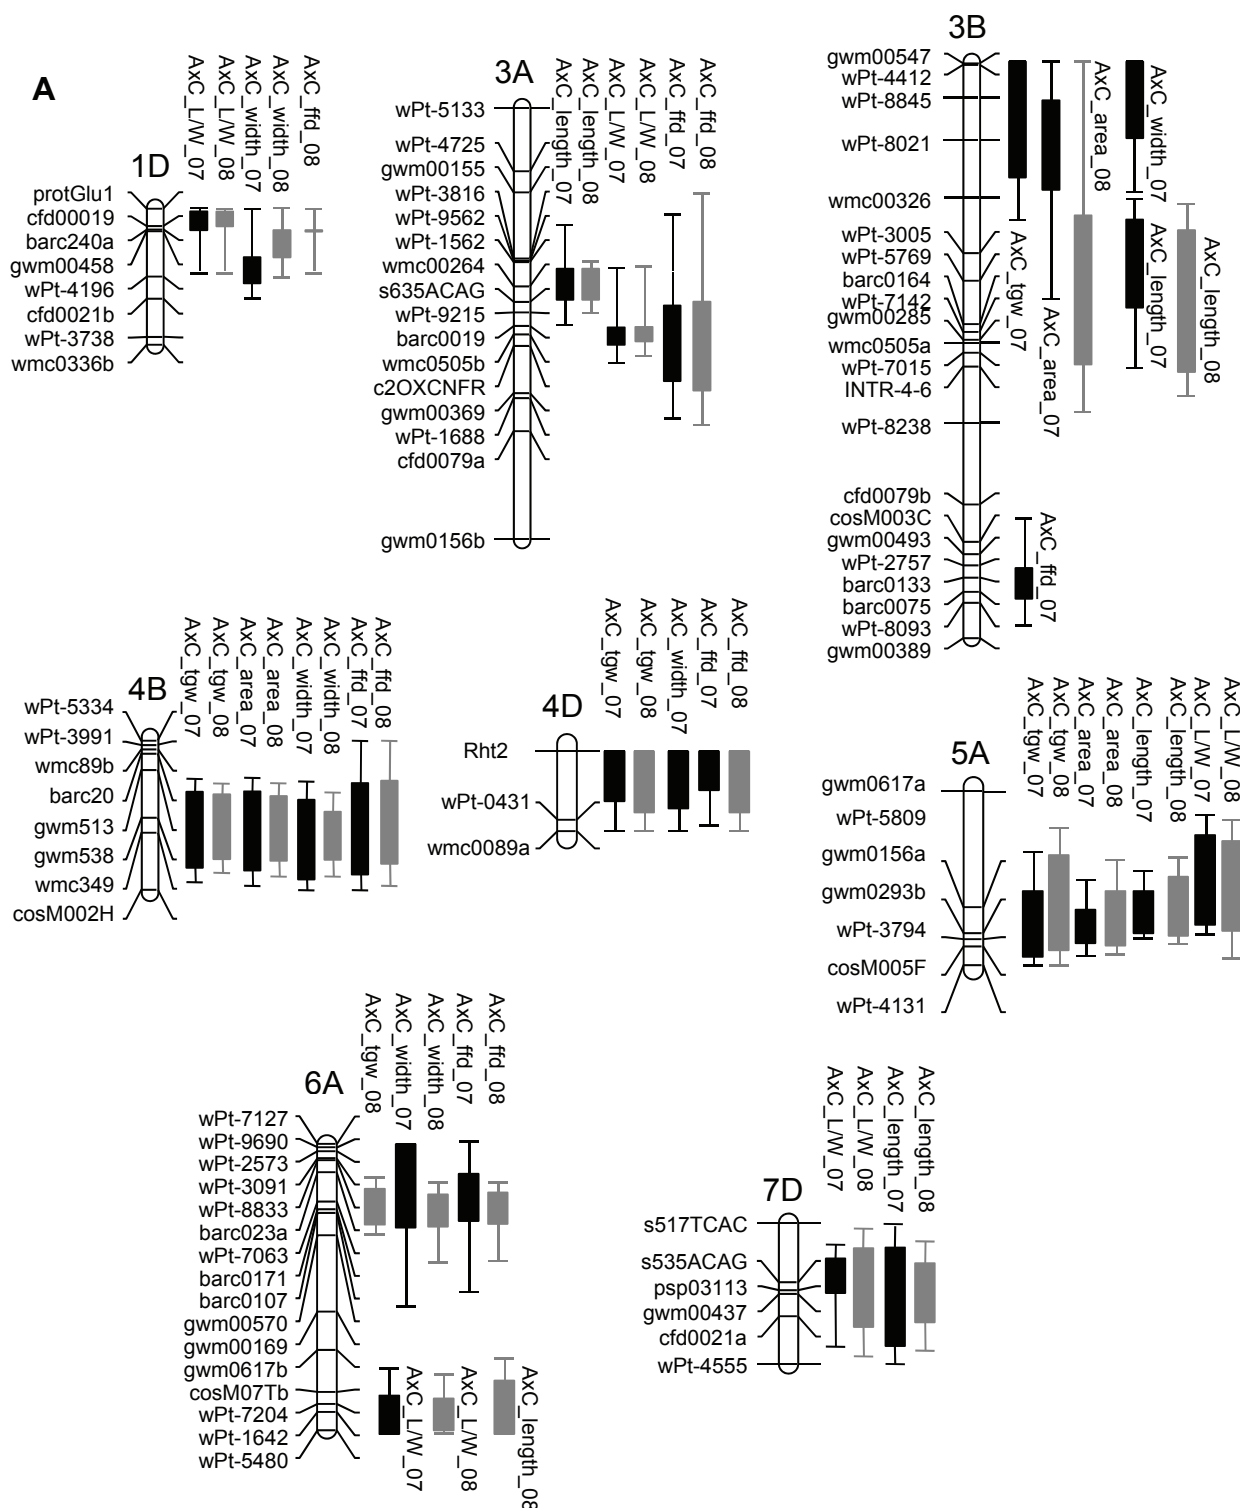 A
1D
protGlu1
cfd00019
barc240a
gwm00458
wPt-4196
cfd0021b
wPt-3738
wmc0336b
AxC_L/W_07
AxC_L/W_08
AxC_width_07
AxC_width_08
AxC_ffd_08
3A
wPt-5133
wPt-4725
gwm00155
wPt-3816
wPt-9562
wPt-1562
wmc00264
s635ACAG
wPt-9215
barc0019
wmc0505b
c2OXCNFR
gwm00369
wPt-1688
cfd0079a
gwm0156b
AxC_length_07
AxC_length_08
AxC_L/W_07
AxC_L/W_08
AxC_ffd_07
AxC_ffd_08
3B
gwm00547
wPt-4412
wPt-8845
wPt-8021
wmc00326
wPt-3005
wPt-5769
barc0164
wPt-7142
gwm00285
wmc0505a
wPt-7015
INTR-4-6
wPt-8238
cfd0079b
cosM003C
gwm00493
wPt-2757
barc0133
barc0075
wPt-8093
gwm00389
AxC_tgw_07
AxC_area_07
AxC_area_08
AxC_width_07
AxC_length_07
AxC_length_08
AxC_ffd_07
4B
wPt-5334
wPt-3991
wmc89b
barc20
gwm513
gwm538
wmc349
cosM002H
AxC_tgw_07
AxC_tgw_08
AxC_area_07
AxC_area_08
AxC_width_07
AxC_width_08
AxC_ffd_07
AxC_ffd_08
4D
Rht2
wPt-0431
wmc0089a
AxC_tgw_07
AxC_tgw_08
AxC_width_07
AxC_ffd_07
AxC_ffd_08
5A
gwm0617a
wPt-5809
gwm0156a
gwm0293b
wPt-3794
cosM005F
wPt-4131
AxC_tgw_07
AxC_tgw_08
AxC_area_07
AxC_area_08
AxC_length_07
AxC_length_08
AxC_L/W_07
AxC_L/W_08
6A
wPt-7127
wPt-9690
wPt-2573
wPt-3091
wPt-8833
barc023a
wPt-7063
barc0171
barc0107
gwm00570
gwm00169
gwm0617b
cosM07Tb
wPt-7204
wPt-1642
wPt-5480
AxC_tgw_08
AxC_width_07
AxC_width_08
AxC_ffd_07
AxC_ffd_08
AxC_L/W_07
AxC_L/W_08
AxC_length_08
7D
s517TCAC
s535ACAG
psp03113
gwm00437
cfd0021a
wPt-4555
AxC_L/W_07
AxC_L/W_08
AxC_length_07
AxC_length_08